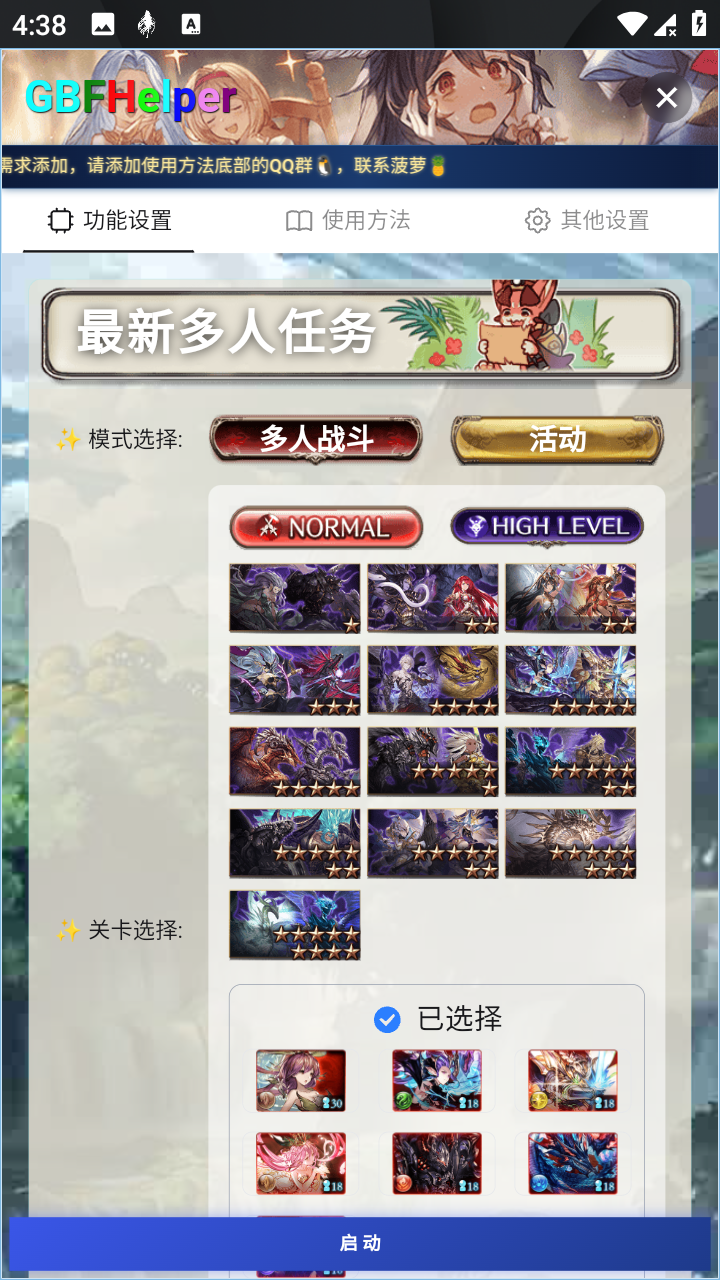 4:38
A
GBFHelper
需求添加，请添加使用方法底部的QQ群🐧，联系菠萝🍍
功能设置
使用方法
其他设置
最新多人任务
✨ 模式选择:
多人战斗
活动
NORMAL
HIGH LEVEL
✨ 关卡选择:
已选择
30
18
18
18
18
18
启动